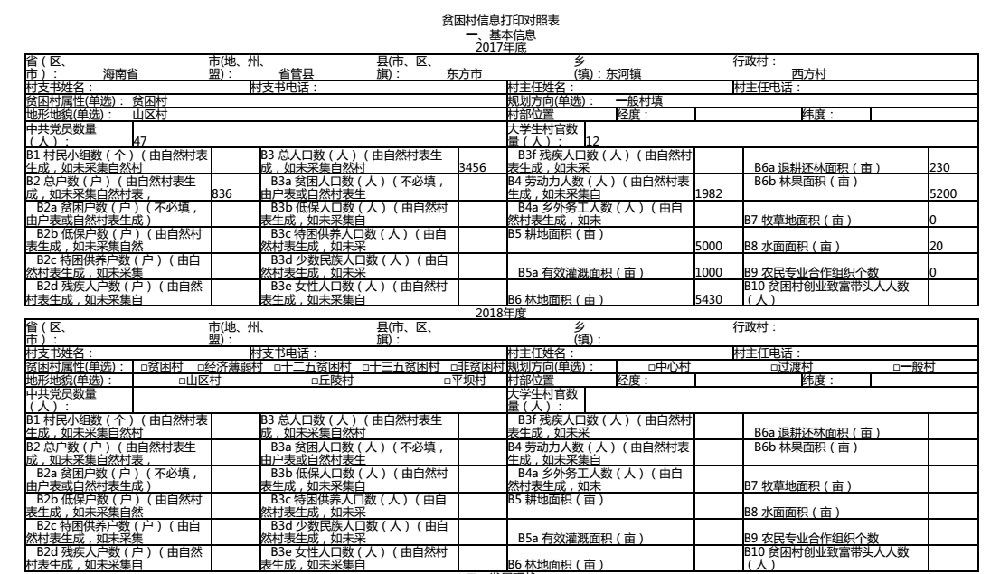 贫困村信息打印对照表
一、基本信息
2017年底
省（区、 市(地、州、 县(市、区、 乡 行政村：
市）： 海南省 盟)： 省管县 旗)： 东方市 (镇)：东河镇 西方村
村支书姓名： 村支书电话： 村主任姓名： 村主任电话：
贫困村属性(单选)： 贫困村 规划方向(单选)： 一般村填
地形地貌(单选)： 山区村 村部位置 经度： 纬度：
中共党员数量 大学生村官数
（人）： 47 量（人）： 12
B1 村民小组数（个）（由自然村表 B3 总人口数（人）（由自然村表生 B3f 残疾人口数（人）（由自然村
生成，如未采集自然村 成，如未采集自然村 3456 表生成，如未采 B6a 退耕还林面积（亩） 230
B2 总户数（户）（由自然村表生 B3a 贫困人口数（人）（不必填， B4 劳动力人数（人）（由自然村表 B6b 林果面积（亩）
成，如未采集自然村表， 836 由户表或自然村表生 生成，如未采集自 1982 5200
B2a 贫困户数（户）（不必填， B3b 低保人口数（人）（由自然村 B4a 乡外务工人数（人）（由自
由户表或自然村表生成） 表生成，如未采集自 然村表生成，如未 B7 牧草地面积（亩） 0
B2b 低保户数（户）（由自然村 B3c 特困供养人口数（人）（由自 B5 耕地面积（亩）
表生成，如未采集自然 然村表生成，如未采 5000 B8 水面面积（亩） 20
B2c 特困供养户数（户）（由自 B3d 少数民族人口数（人）（由自
然村表生成，如未采集 然村表生成，如未采 B5a 有效灌溉面积（亩） 1000 B9 农民专业合作组织个数 0
B2d 残疾人户数（户）（由自然 B3e 女性人口数（人）（由自然村 B10 贫困村创业致富带头人人数
村表生成，如未采集自 表生成，如未采集自 B6 林地面积（亩） 5430 （人）
2018年度
省（区、 市(地、州、 县(市、区、 乡 行政村：
市）： 盟)： 旗)： (镇)：
村支书姓名： 村支书电话： 村主任姓名： 村主任电话：
贫困村属性(单选)： □贫困村 □经济薄弱村 □十二五贫困村 □十三五贫困村 □非贫困村 规划方向(单选)： □中心村 □过渡村 □一般村
地形地貌(单选)： □山区村 □丘陵村 □平坝村 村部位置 经度： 纬度：
中共党员数量 大学生村官数
（人）： 量（人）：
B1 村民小组数（个）（由自然村表 B3 总人口数（人）（由自然村表生 B3f 残疾人口数（人）（由自然村
生成，如未采集自然村 成，如未采集自然村 表生成，如未采 B6a 退耕还林面积（亩）
B2 总户数（户）（由自然村表生 B3a 贫困人口数（人）（不必填， B4 劳动力人数（人）（由自然村表 B6b 林果面积（亩）
成，如未采集自然村表， 由户表或自然村表生 生成，如未采集自
B2a 贫困户数（户）（不必填， B3b 低保人口数（人）（由自然村 B4a 乡外务工人数（人）（由自
由户表或自然村表生成） 表生成，如未采集自 然村表生成，如未 B7 牧草地面积（亩）
B2b 低保户数（户）（由自然村 B3c 特困供养人口数（人）（由自 B5 耕地面积（亩）
表生成，如未采集自然 然村表生成，如未采 B8 水面面积（亩）
B2c 特困供养户数（户）（由自 B3d 少数民族人口数（人）（由自
然村表生成，如未采集 然村表生成，如未采 B5a 有效灌溉面积（亩） B9 农民专业合作组织个数
B2d 残疾人户数（户）（由自然 B3e 女性人口数（人）（由自然村 B10 贫困村创业致富带头人人数
村表生成，如未采集自 表生成，如未采集自 B6 林地面积（亩） （人）